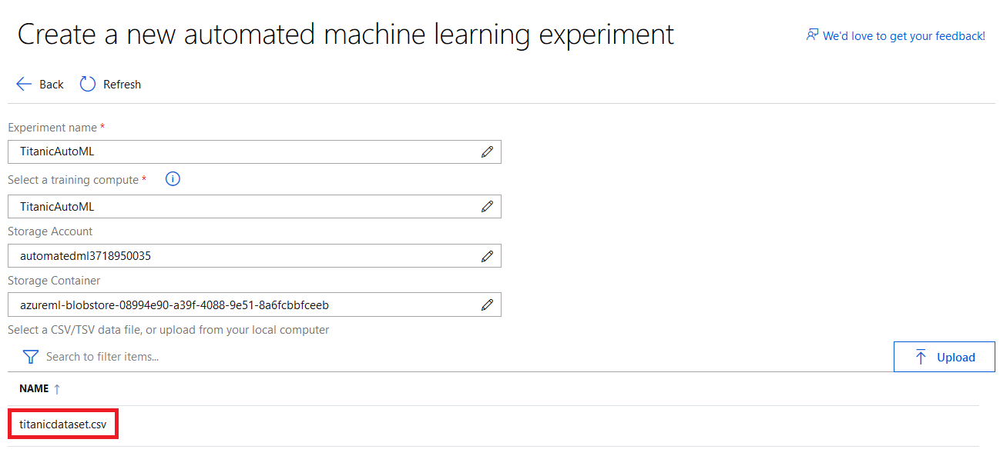 Create a new automated machine learning experiment
We'd love to get your feedback!
Back Refresh
Experiment name *
TitanicAutoML
Select a training compute *
TitanicAutoML
Storage Account
automatedml3718950035
Storage Container
azureml-blobstore-08994e90-a39f-4088-9e51-8a6fcbbfceeb
Select a CSV/TSV data file, or upload from your local computer
Search to filter items...
Upload
NAME ↑
titanicdataset.csv